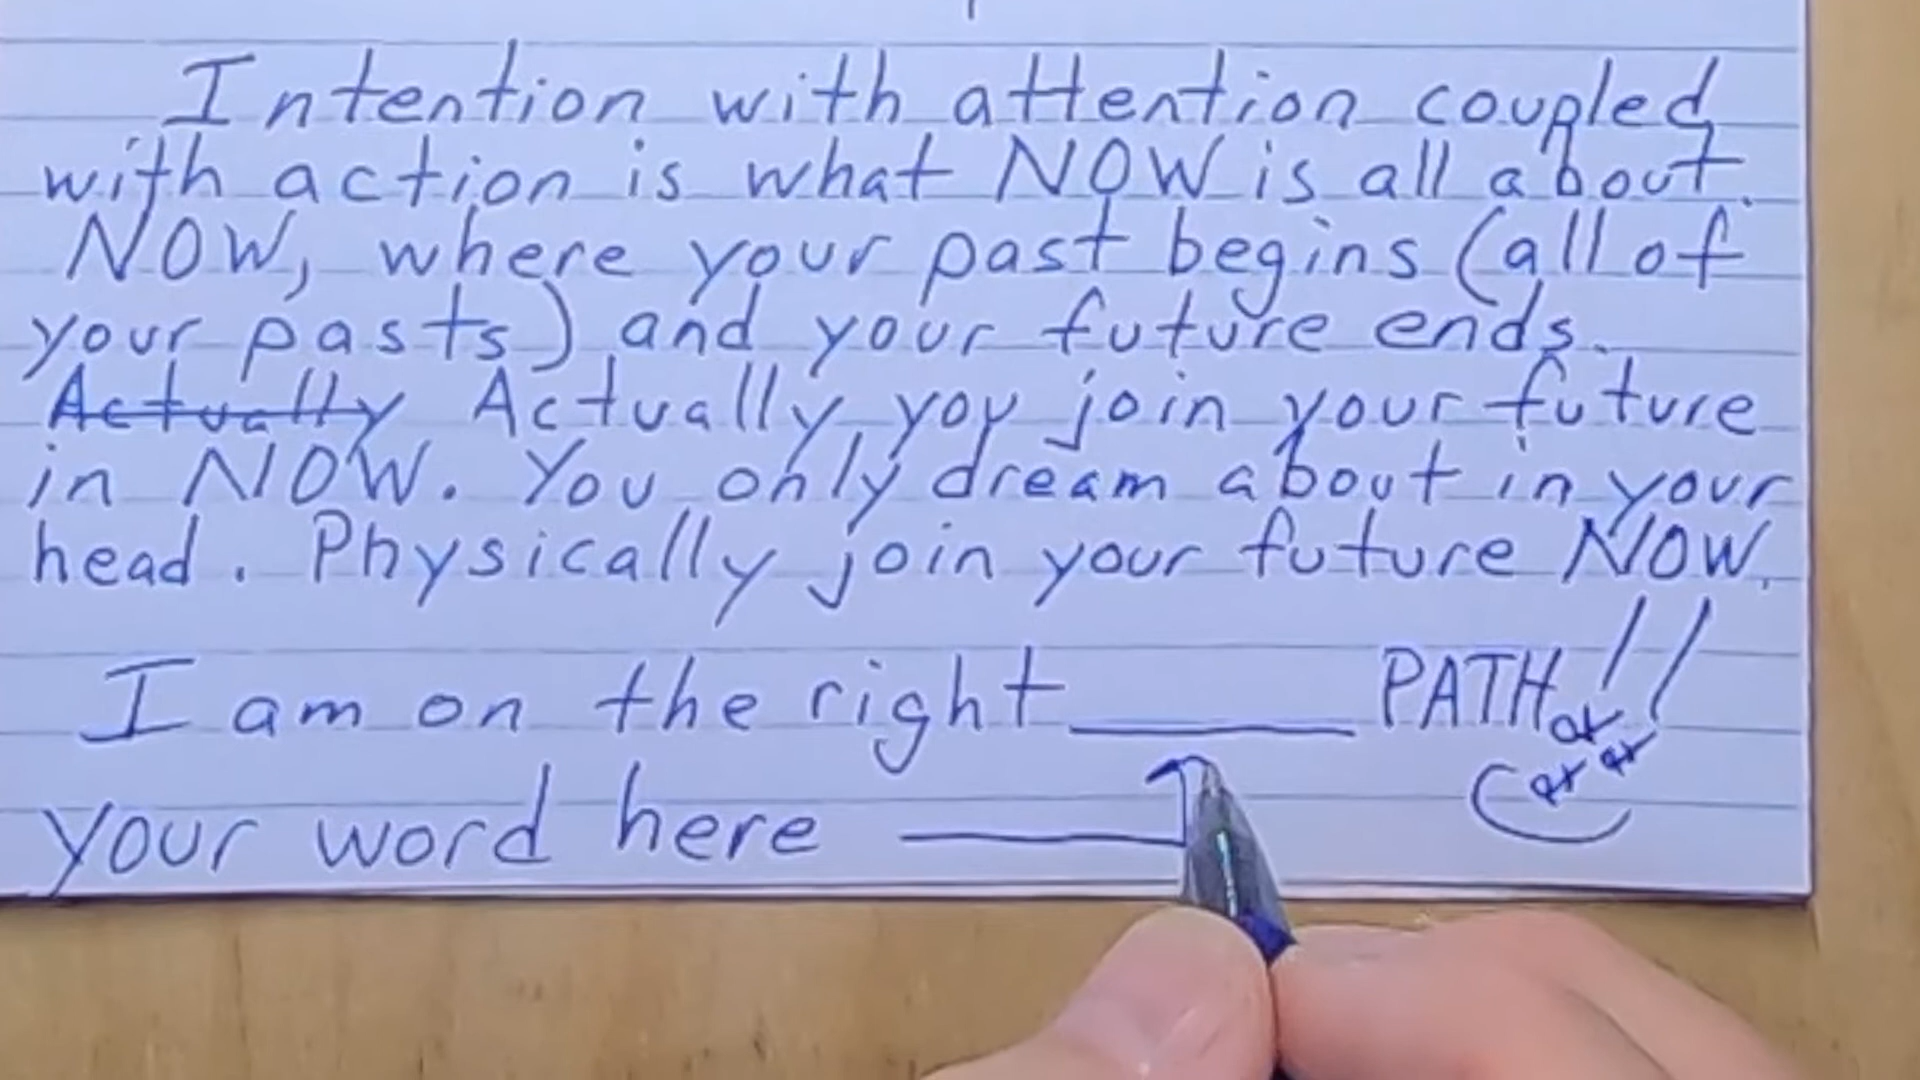 Intention with attention coupled
with action is what NOW is all about.
NOW, where your past begins (all of
your pasts) and your future ends.
Actually Actually, you join your future
in NOW. You only dream about in your
head. Physically join your future NOW.
I am on the right ______ PATH!!
your word here